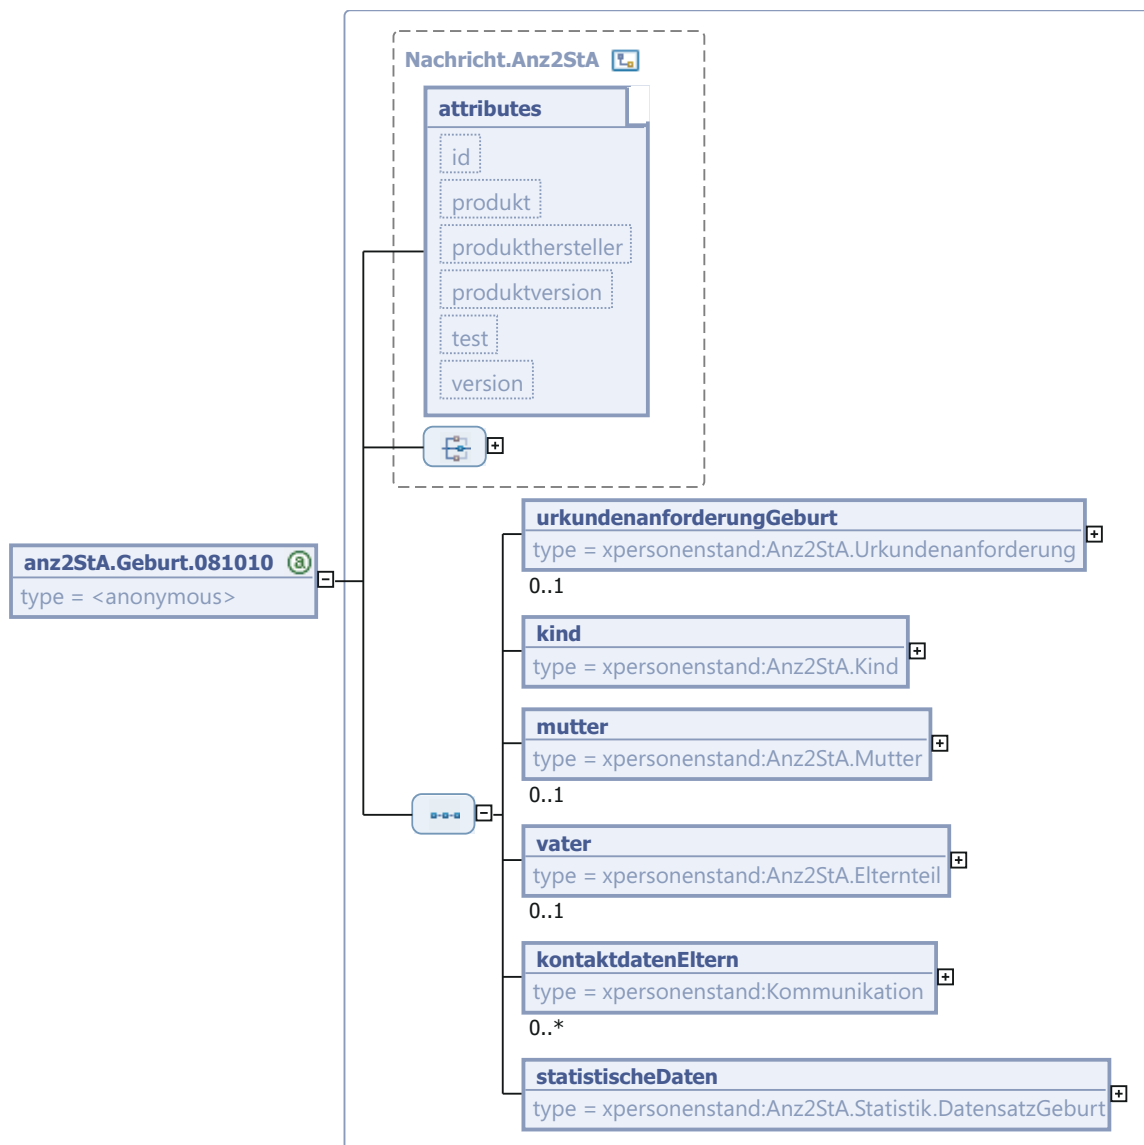 Nachricht.Anz2StA
attributes
id
produkt
produkthersteller
produktversion
test
version
anz2StA.Geburt.081010 @
type = <anonymous>
urkundenanforderungGeburt
type = xpersonenstand:Anz2StA.Urkundenanforderung
0..1
kind
type = xpersonenstand:Anz2StA.Kind
mutter
type = xpersonenstand:Anz2StA.Mutter
0..1
vater
type = xpersonenstand:Anz2StA.Elternteil
0..1
kontaktdatenEltern
type = xpersonenstand:Kommunikation
0..*
statistischeDaten
type = xpersonenstand:Anz2StA.Statistik.DatensatzGeburt